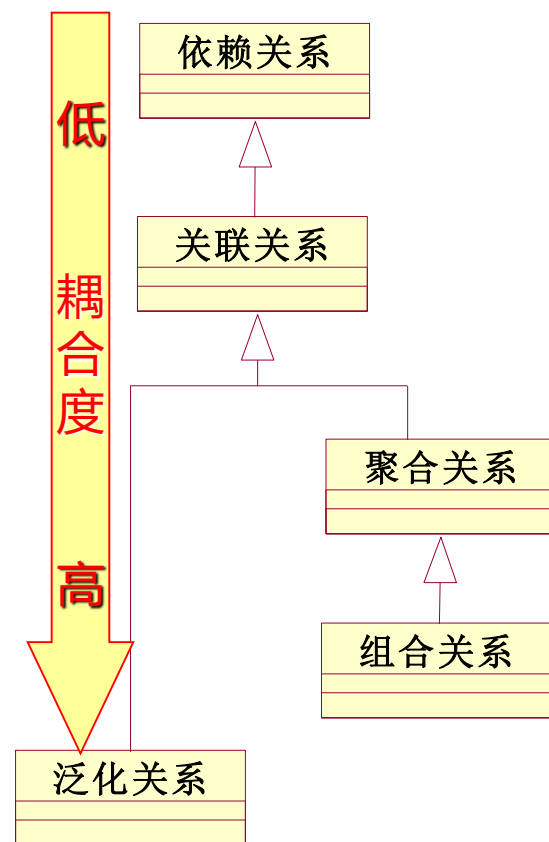 依赖关系
低
关联关系
耦合度
聚合关系
高
组合关系
泛化关系